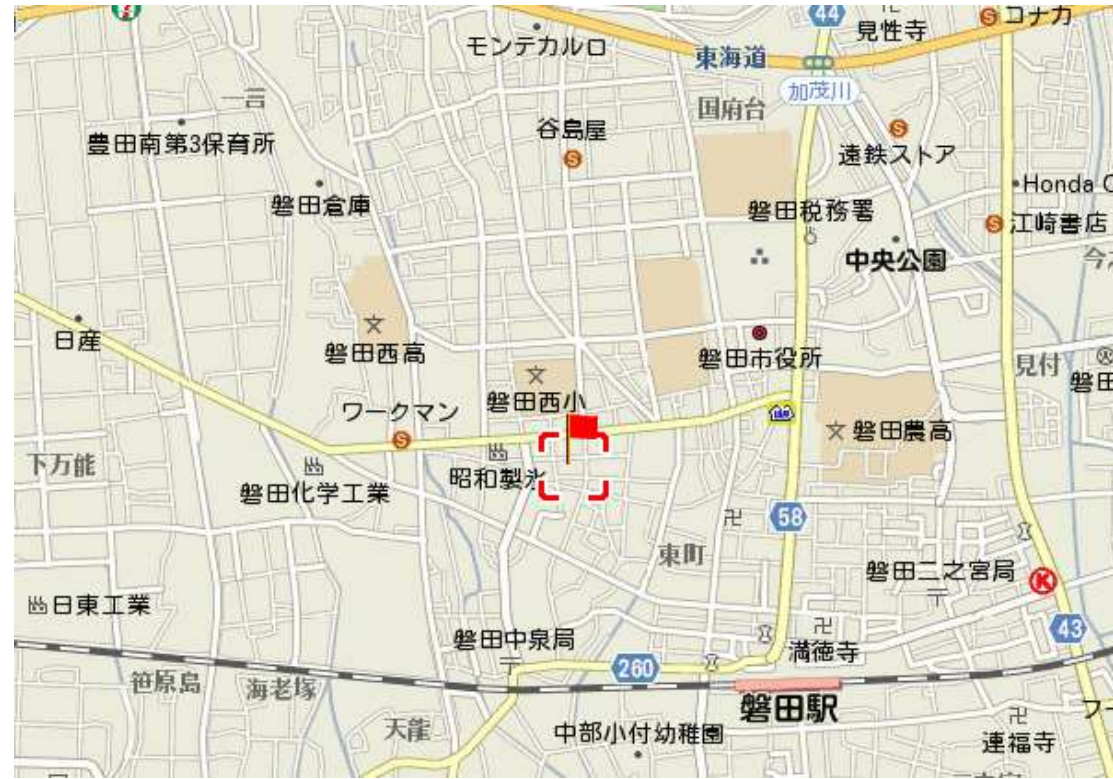 44
見性寺
コナカ
モンテカルロ
東海道
加茂川
国府台
一言
谷島屋
豊田南第3保育所
遠鉄ストア
Honda C
磐田倉庫
磐田税務署
江崎書店
中央公園
日産
磐田西高
磐田市役所
見付
磐田
磐田西小
ワークマン
磐田農高
下万能
昭和製氷
磐田化学工業
58
東町
磐田二之宮局
K
日東工業
43
磐田中泉局
満徳寺
260
笹原島
海老塚
磐田駅
天能
中部小付幼稚園
連福寺